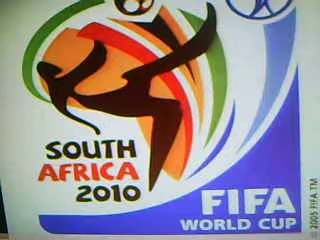 SOUTH
AFRICA
2010
FIFA
WORLD CUP
© 2005 FIFA TM